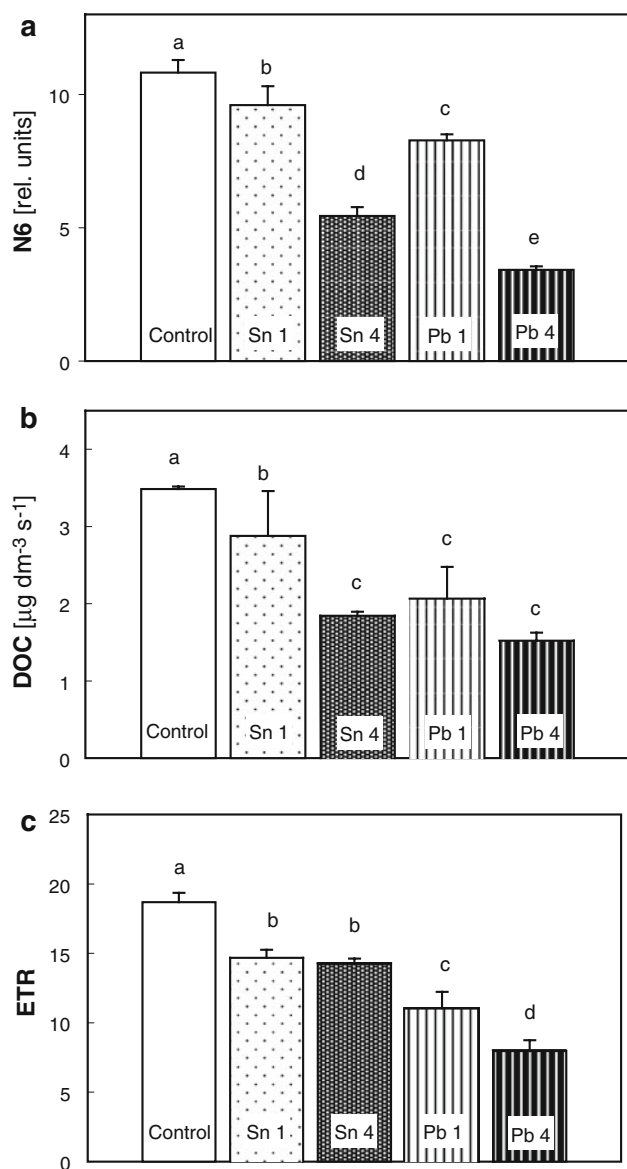 a
N6 [rel. units]
10
5
0
a
b
d
c
e
Control
Sn 1
Sn 4
Pb 1
Pb 4
b
DOC [µg dm-³ s-¹]
4
3
2
1
0
a
b
c
c
c
Control
Sn 1
Sn 4
Pb 1
Pb 4
c
ETR
25
20
15
10
5
0
a
b
b
c
d
Control
Sn 1
Sn 4
Pb 1
Pb 4